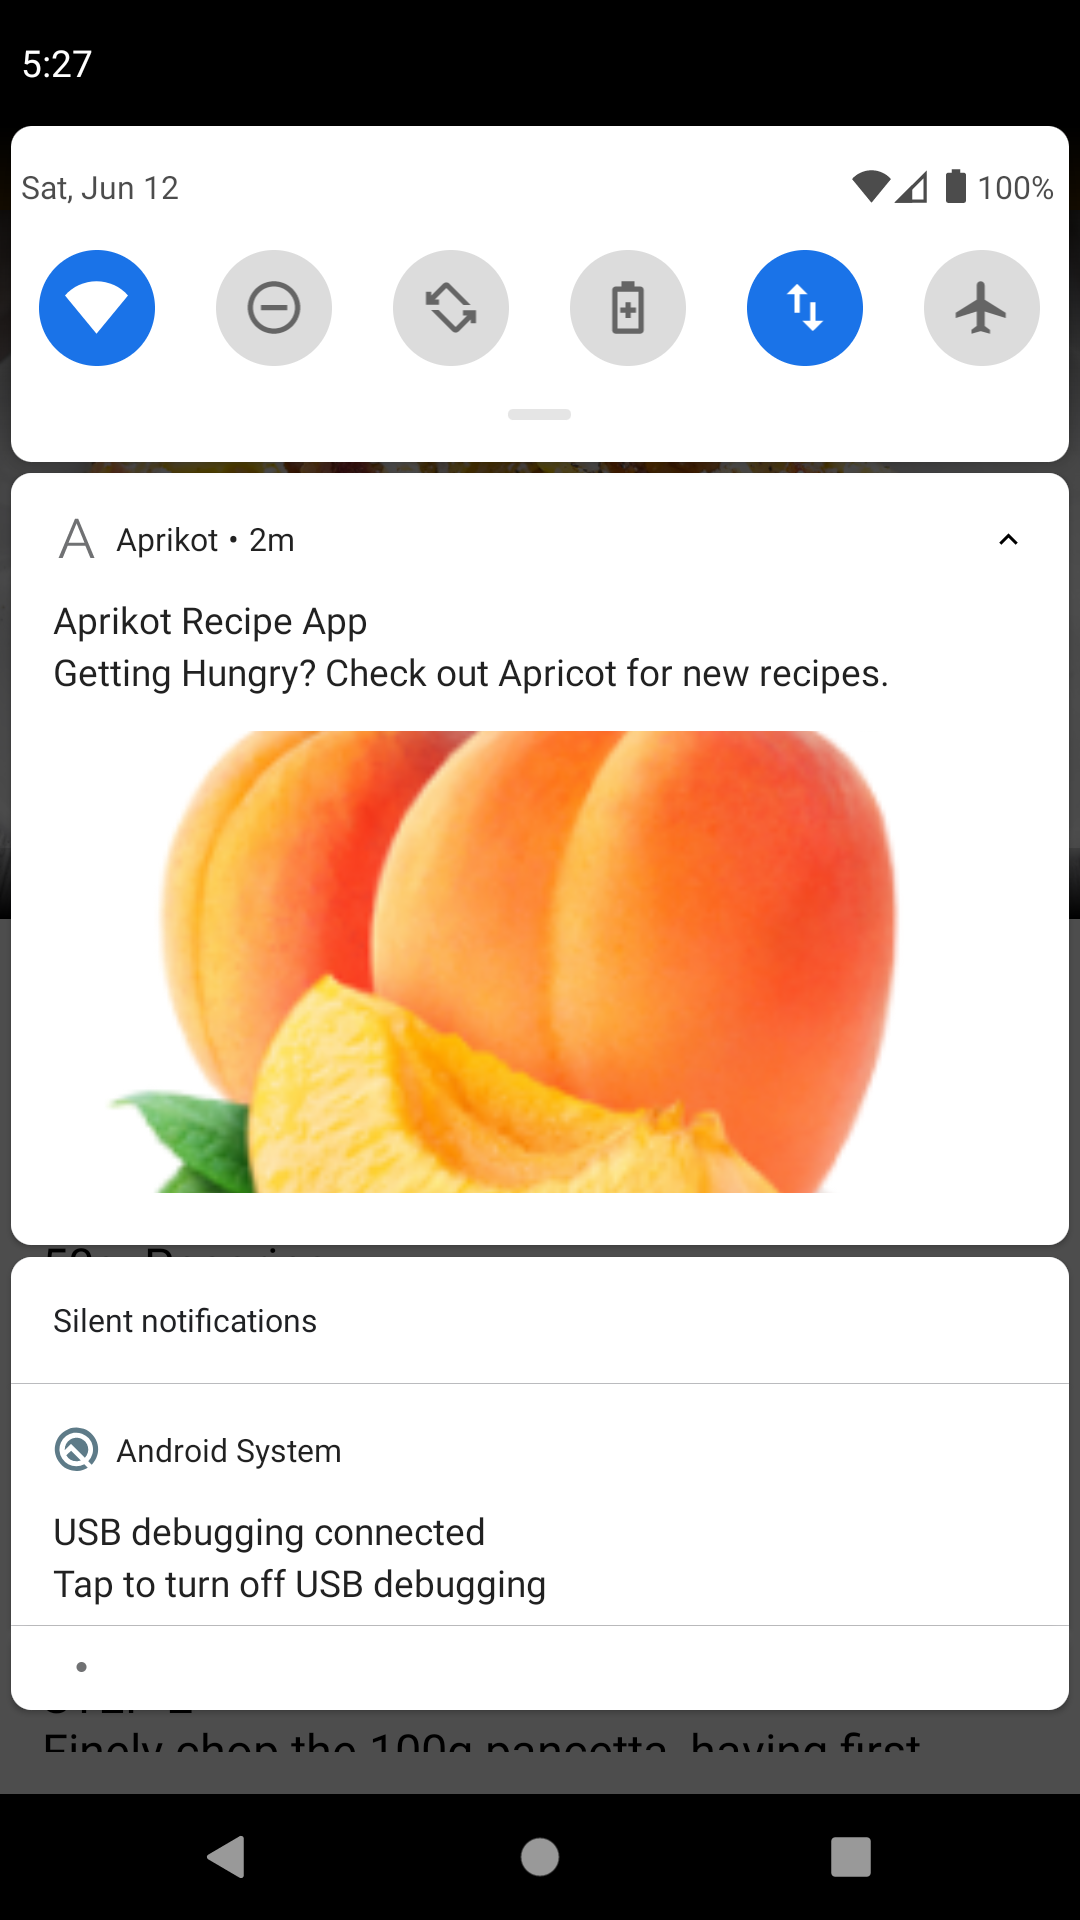 5:27
Sat, Jun 12 100%
A Aprikot • 2m
Aprikot Recipe App
Getting Hungry? Check out Apricot for new recipes.
Silent notifications
Android System
USB debugging connected
Tap to turn off USB debugging
Finely chop the 100g pancetta, having first